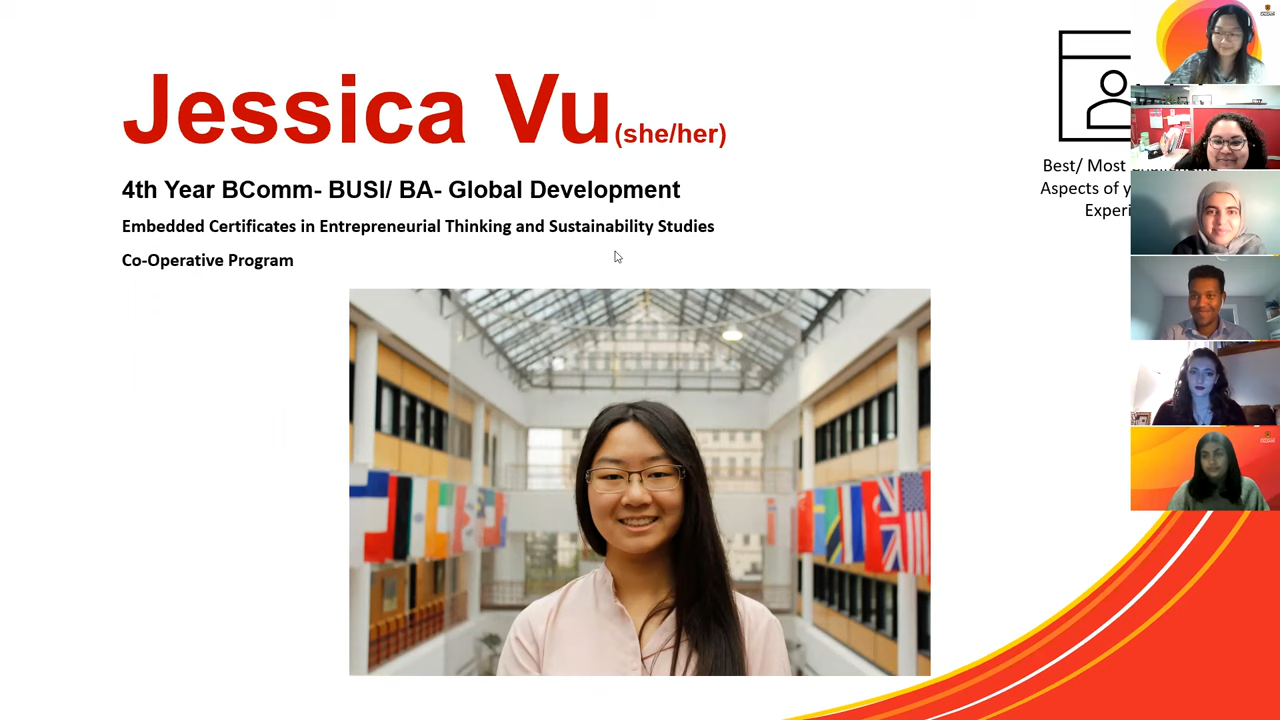 Jessica Vu(she/her)
4th Year BComm- BUSI/ BA- Global Development
Embedded Certificates in Entrepreneurial Thinking and Sustainability Studies
Co-Operative Program
Best/ Most
Aspects of